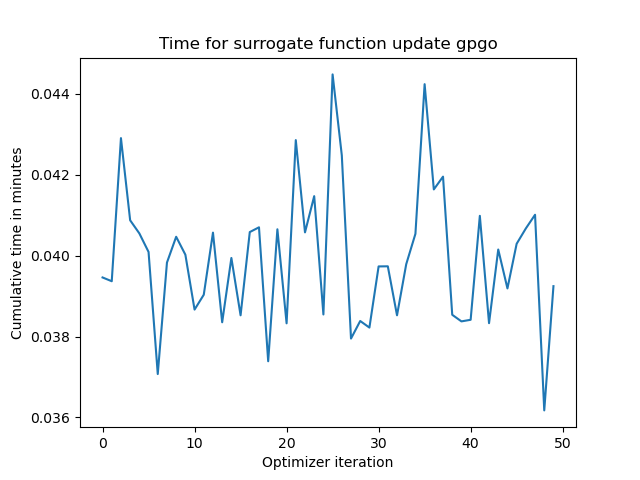 Time for surrogate function update gpgo
Cumulative time in minutes
0.044
0.042
0.040
0.038
0.036
0 10 20 30 40 50
Optimizer iteration